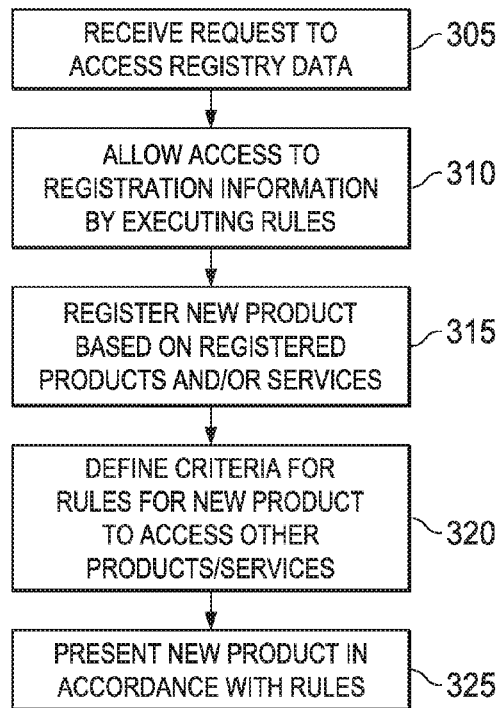 RECEIVE REQUEST TO
ACCESS REGISTRY DATA
305
ALLOW ACCESS TO
REGISTRATION INFORMATION
BY EXECUTING RULES
310
REGISTER NEW PRODUCT
BASED ON REGISTERED
PRODUCTS AND/OR SERVICES
315
DEFINE CRITERIA FOR
RULES FOR NEW PRODUCT
TO ACCESS OTHER
PRODUCTS/SERVICES
320
PRESENT NEW PRODUCT IN
ACCORDANCE WITH RULES
325